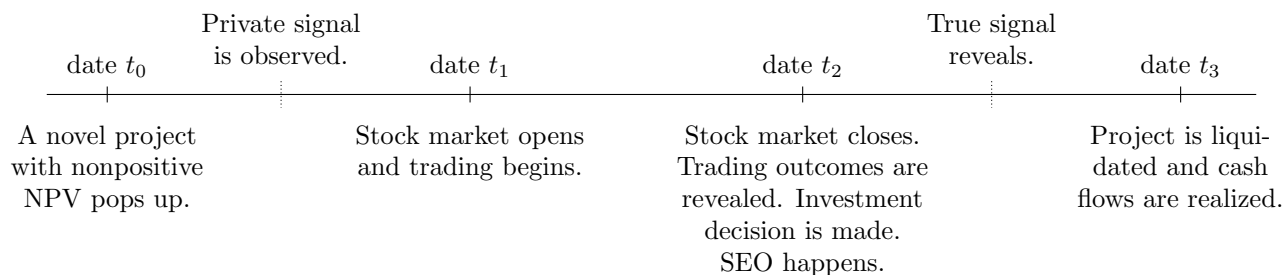 Private signal
is observed.
True signal
reveals.
date t₀
date t₁
date t₂
date t₃
A novel project
with nonpositive
NPV pops up.
Stock market opens
and trading begins.
Stock market closes.
Trading outcomes are
revealed. Investment
decision is made.
SEO happens.
Project is liqui-
dated and cash
flows are realized.